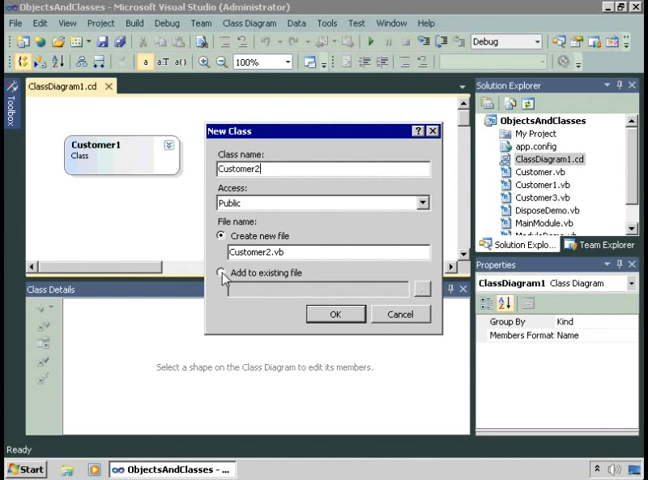 ObjectsAndClasses - Microsoft Visual Studio (Administrator)
File Edit View Project Build Debug Team Class Diagram Data Tools Test Window Help
Debug
a a:T a() 100%
ClassDiagram1.cd
Toolbox
Customer1
Class
New Class
Class name:
Customer2
Access:
Public
File name:
Create new file
Customer2.vb
Add to existing file
OK Cancel
Solution Explorer
ObjectsAndClasses
My Project
app.config
ClassDiagram1.cd
Customer.vb
Customer1.vb
Customer3.vb
DisposeDemo.vb
MainModule.vb
ModuleDemo.vb
Solution Explo... Team Explorer
Properties
ClassDiagram1 Class Diagram
Group By Kind
Members Format Name
Class Details
Select a shape on the Class Diagram to edit its members.
Ready
Start ObjectsAndClasses - ...